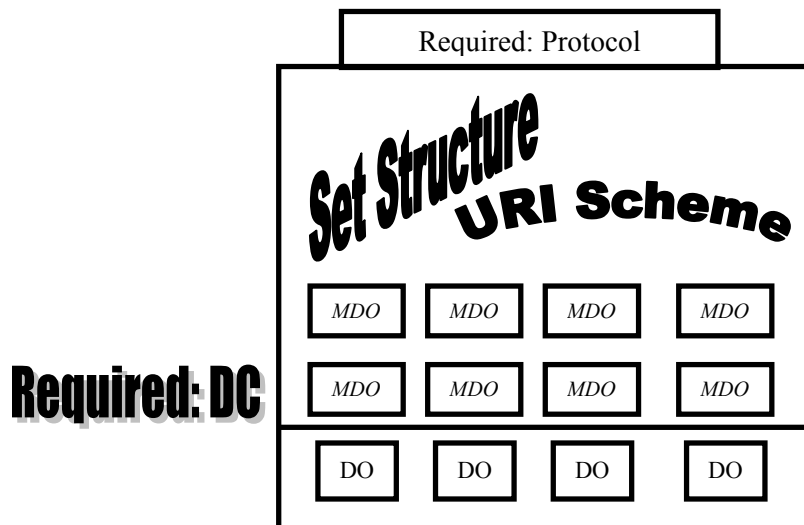 Required: Protocol
Set Structure
URI Scheme
MDO MDO MDO MDO
Required: DC
MDO MDO MDO MDO
DO DO DO DO